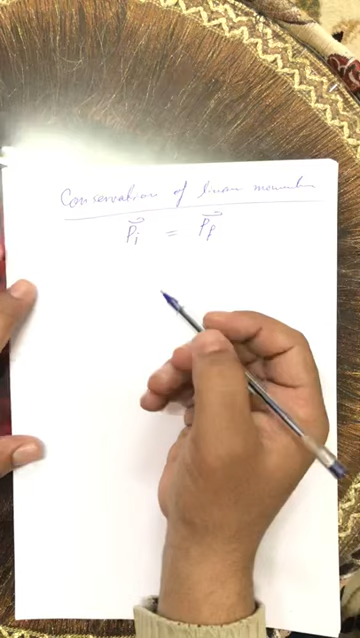 Conservation of linear momentum
P⃗i = P⃗f